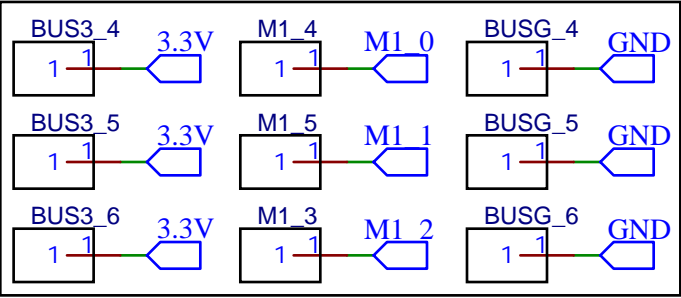 BUS3_4 3.3V M1_4 M1_0 BUSG_4 GND
1 1 1 1 1 1
BUS3_5 3.3V M1_5 M1_1 BUSG_5 GND
1 1 1 1 1 1
BUS3_6 3.3V M1_3 M1_2 BUSG_6 GND
1 1 1 1 1 1